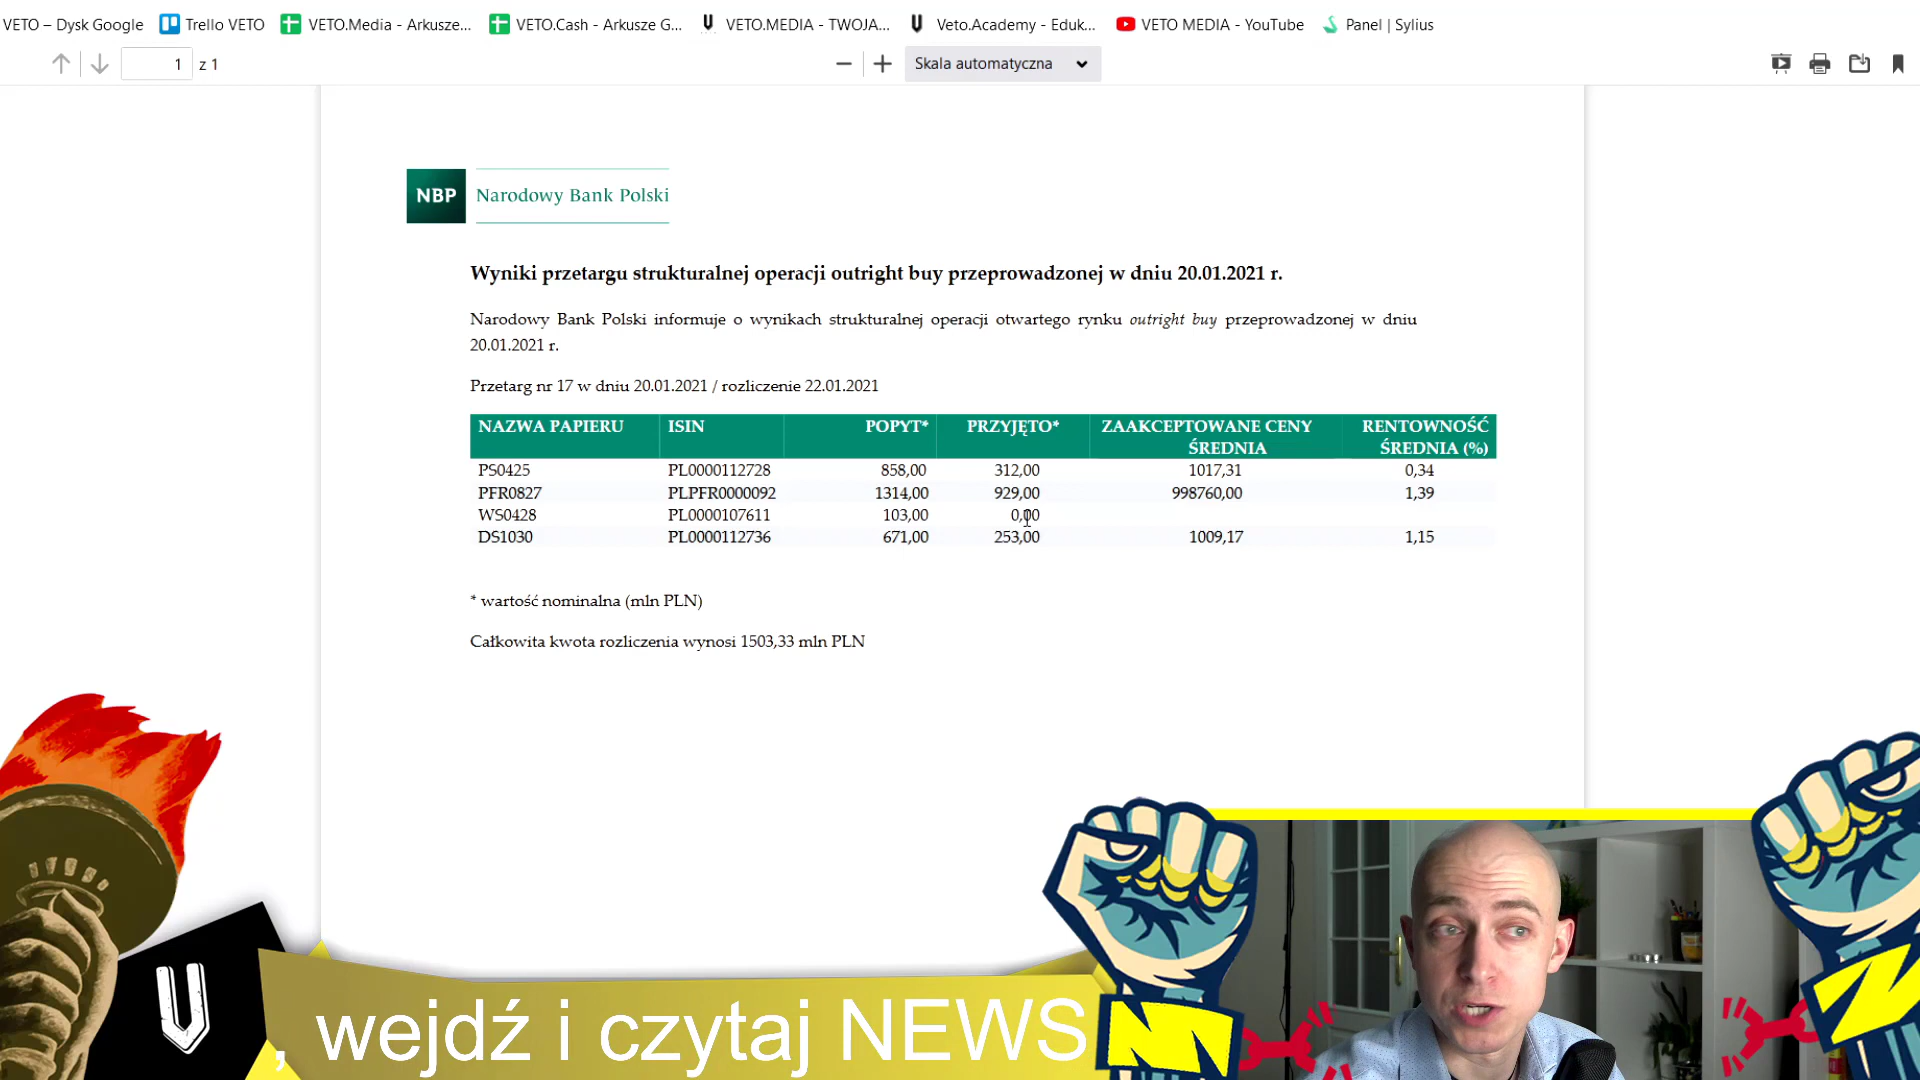 VETO – Dysk Google Trello VETO VETO.Media - Arkusze... VETO.Cash - Arkusze G... VETO.MEDIA - TWOJA... Veto.Academy - Eduk... VETO MEDIA - YouTube Panel | Sylius
1 z 1 Skala automatyczna
NBP Narodowy Bank Polski
Wyniki przetargu strukturalnej operacji outright buy przeprowadzonej w dniu 20.01.2021 r.
Narodowy Bank Polski informuje o wynikach strukturalnej operacji otwartego rynku outright buy przeprowadzonej w dniu
20.01.2021 r.
Przetarg nr 17 w dniu 20.01.2021 / rozliczenie 22.01.2021
NAZWA PAPIERU ISIN POPYT* PRZYJĘTO* ZAAKCEPTOWANE CENY RENTOWNOŚĆ
ŚREDNIA ŚREDNIA (%)
PS0425 PL0000112728 858,00 312,00 1017,31 0,34
PFR0827 PLPFR0000092 1314,00 929,00 998760,00 1,39
WS0428 PL0000107611 103,00 0,00
DS1030 PL0000112736 671,00 253,00 1009,17 1,15
* wartość nominalna (mln PLN)
Całkowita kwota rozliczenia wynosi 1503,33 mln PLN
, wejdź i czytaj NEWS